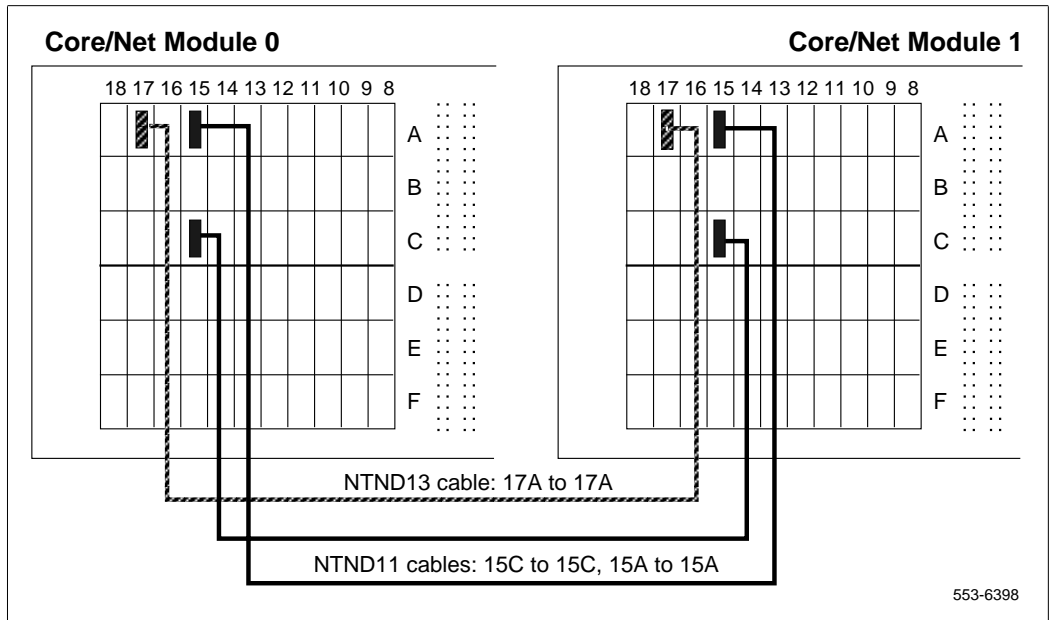 Core/Net Module 0
Core/Net Module 1
18 17 16 15 14 13 12 11 10 9 8
18 17 16 15 14 13 12 11 10 9 8
A
A
B
B
C
C
D
D
E
E
F
F
NTND13 cable: 17A to 17A
NTND11 cables: 15C to 15C, 15A to 15A
553-6398